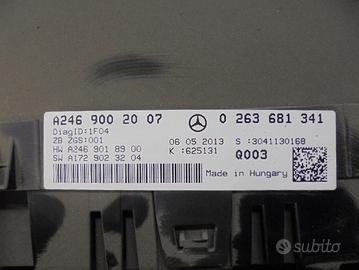 A246 900 20 07 0 263 681 341
DiagID:1F04
ZB ZGS:001 06 05 2013 S :3041130168
HW A246 901 89 00 K :625131 Q003
SW A172 902 32 04
Made in Hungary
subito